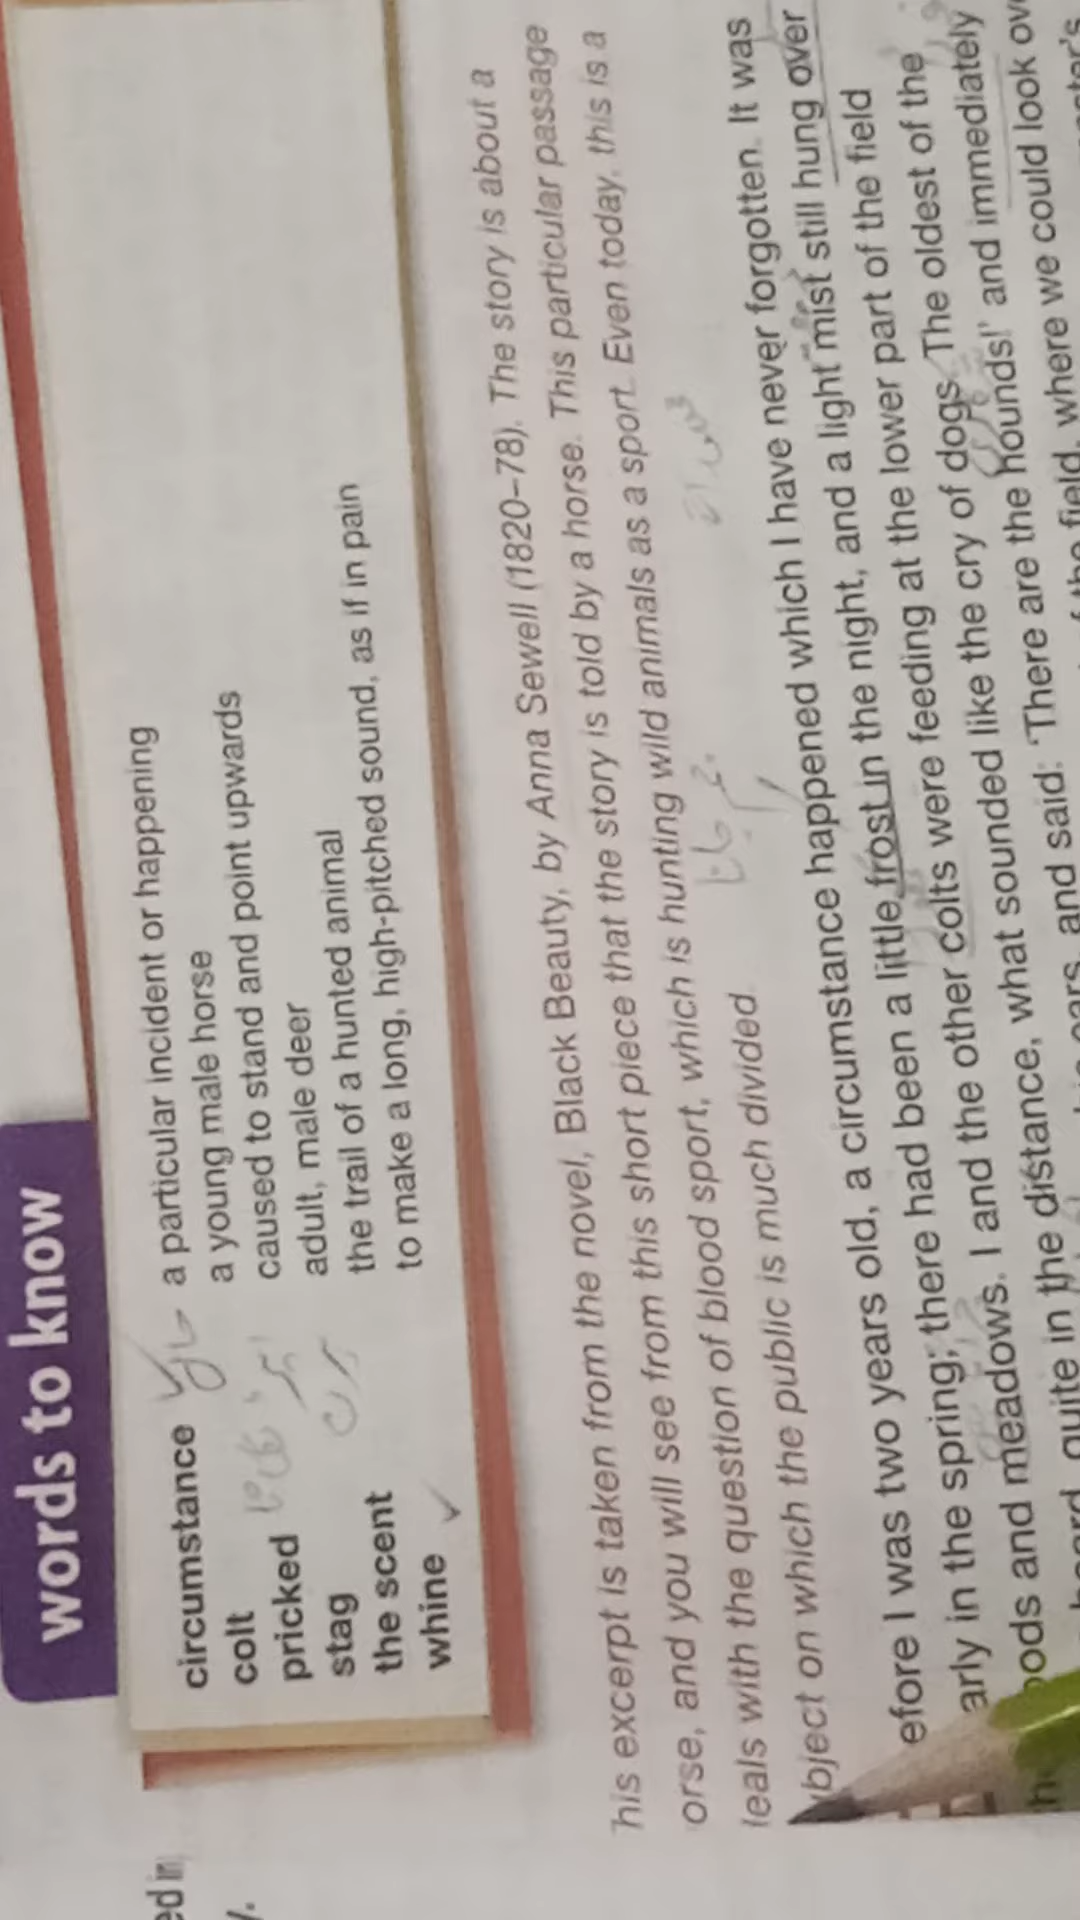 words to know
circumstance a particular incident or happening
colt a young male horse
pricked caused to stand and point upwards
stag adult, male deer
the scent the trail of a hunted animal
whine to make a long, high-pitched sound, as if in pain
his excerpt is taken from the novel, Black Beauty, by Anna Sewell (1820–78). The story is about a
orse, and you will see from this short piece that the story is told by a horse. This particular passage
eals with the question of blood sport, which is hunting wild animals as a sport. Even today, this is a
bject on which the public is much divided.
efore I was two years old, a circumstance happened which I have never forgotten. It was
arly in the spring; there had been a little frost in the night, and a light mist still hung over
oods and meadows. I and the other colts were feeding at the lower part of the field
quite in the distance, what sounded like the cry of dogs. The oldest of the
ears, and said: 'There are the hounds!' and immediately
the field, where we could look ov
ed in
y.